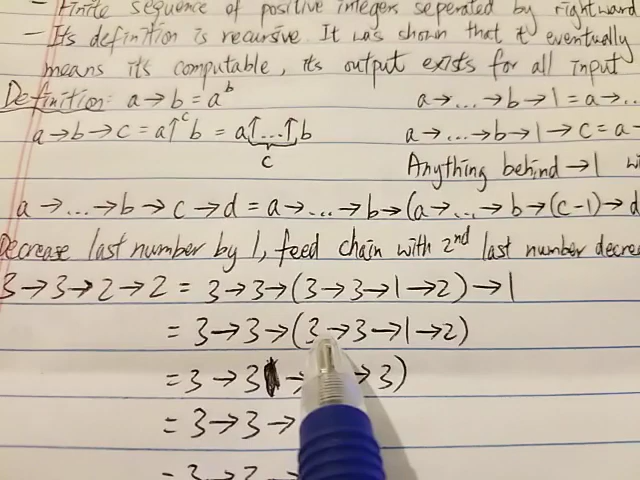 - Finite sequence of positive integers seperated by rightward
- Its definition is recursive. It was shown that it eventually
means its computable, its output exists for all input
Definition: a→b = a^b
a→...→b→1 = a→...
a→b→c = a↑^c b = a↑...↑b
c
a→...→b→1→c = a→
Anything behind →1
a→...→b→c→d = a→...→b→(a→...→b→(c-1)→d
Decrease last number by 1, feed chain with 2nd last number decrea
3→3→2→2 = 3→3→(3→3→1→2)→1
= 3→3→(3→3→1→2)
= 3→3 → →3)
= 3→3→